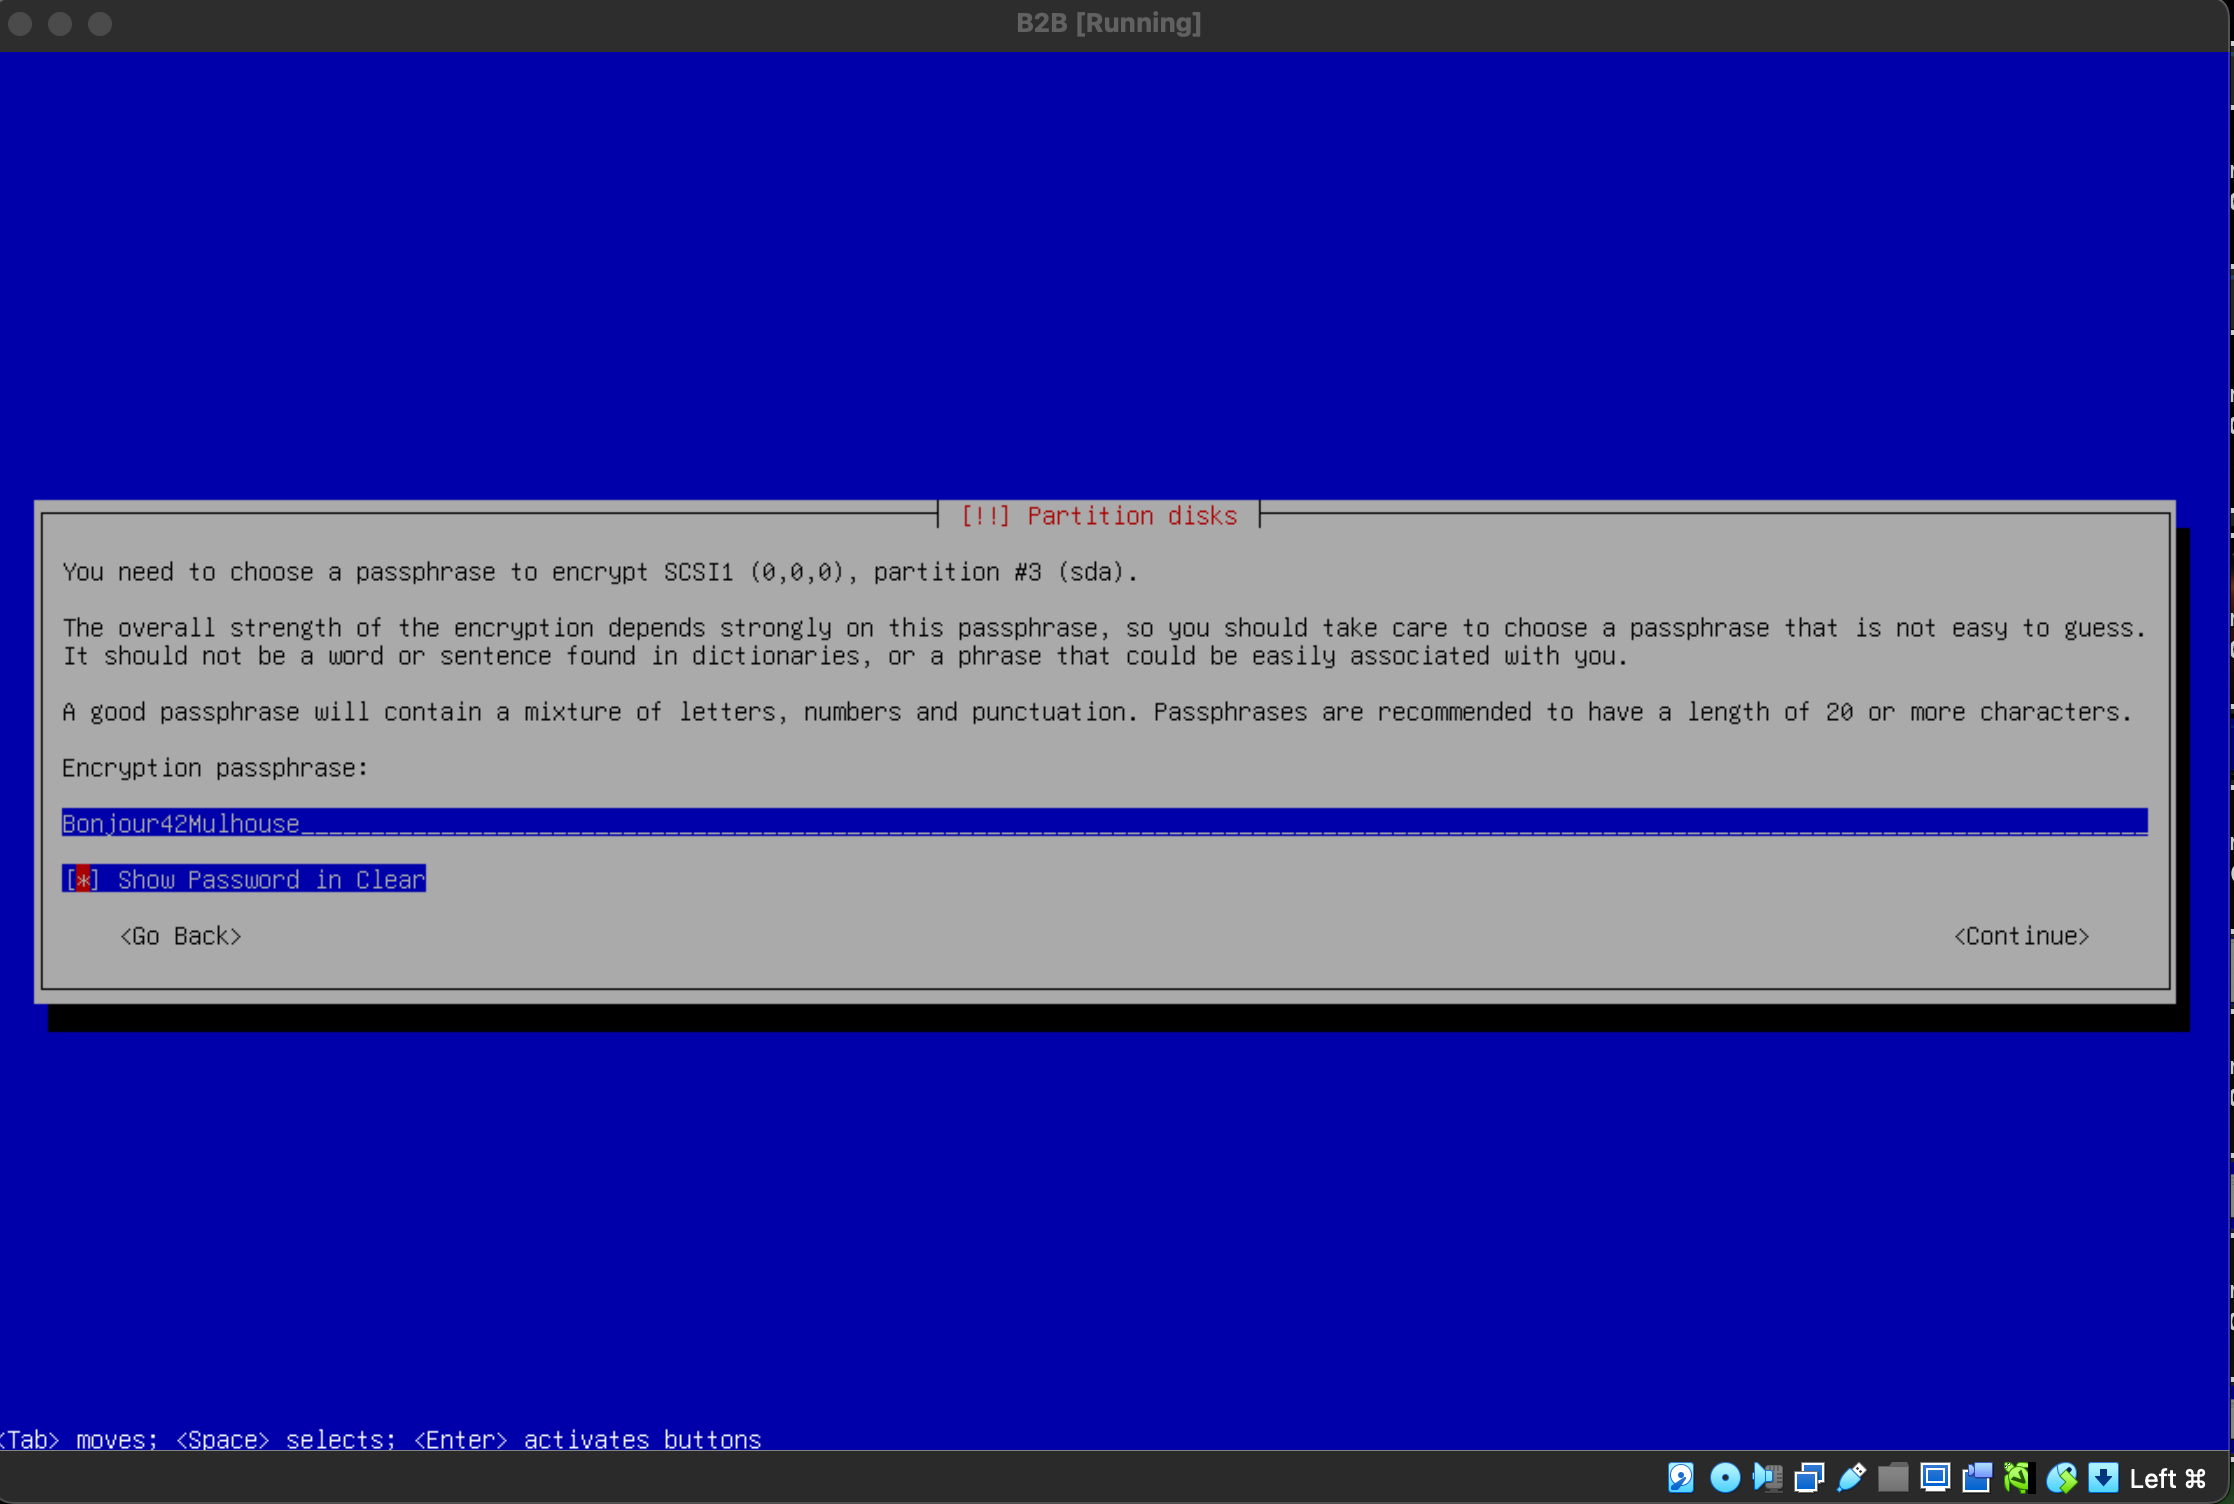 B2B [Running]
[!!] Partition disks
You need to choose a passphrase to encrypt SCSI1 (0,0,0), partition #3 (sda).
The overall strength of the encryption depends strongly on this passphrase, so you should take care to choose a passphrase that is not easy to guess.
It should not be a word or sentence found in dictionaries, or a phrase that could be easily associated with you.
A good passphrase will contain a mixture of letters, numbers and punctuation. Passphrases are recommended to have a length of 20 or more characters.
Encryption passphrase:
Bonjour42Mulhouse
[*] Show Password in Clear
<Go Back> <Continue>
<Tab> moves; <Space> selects; <Enter> activates buttons
Left ⌘